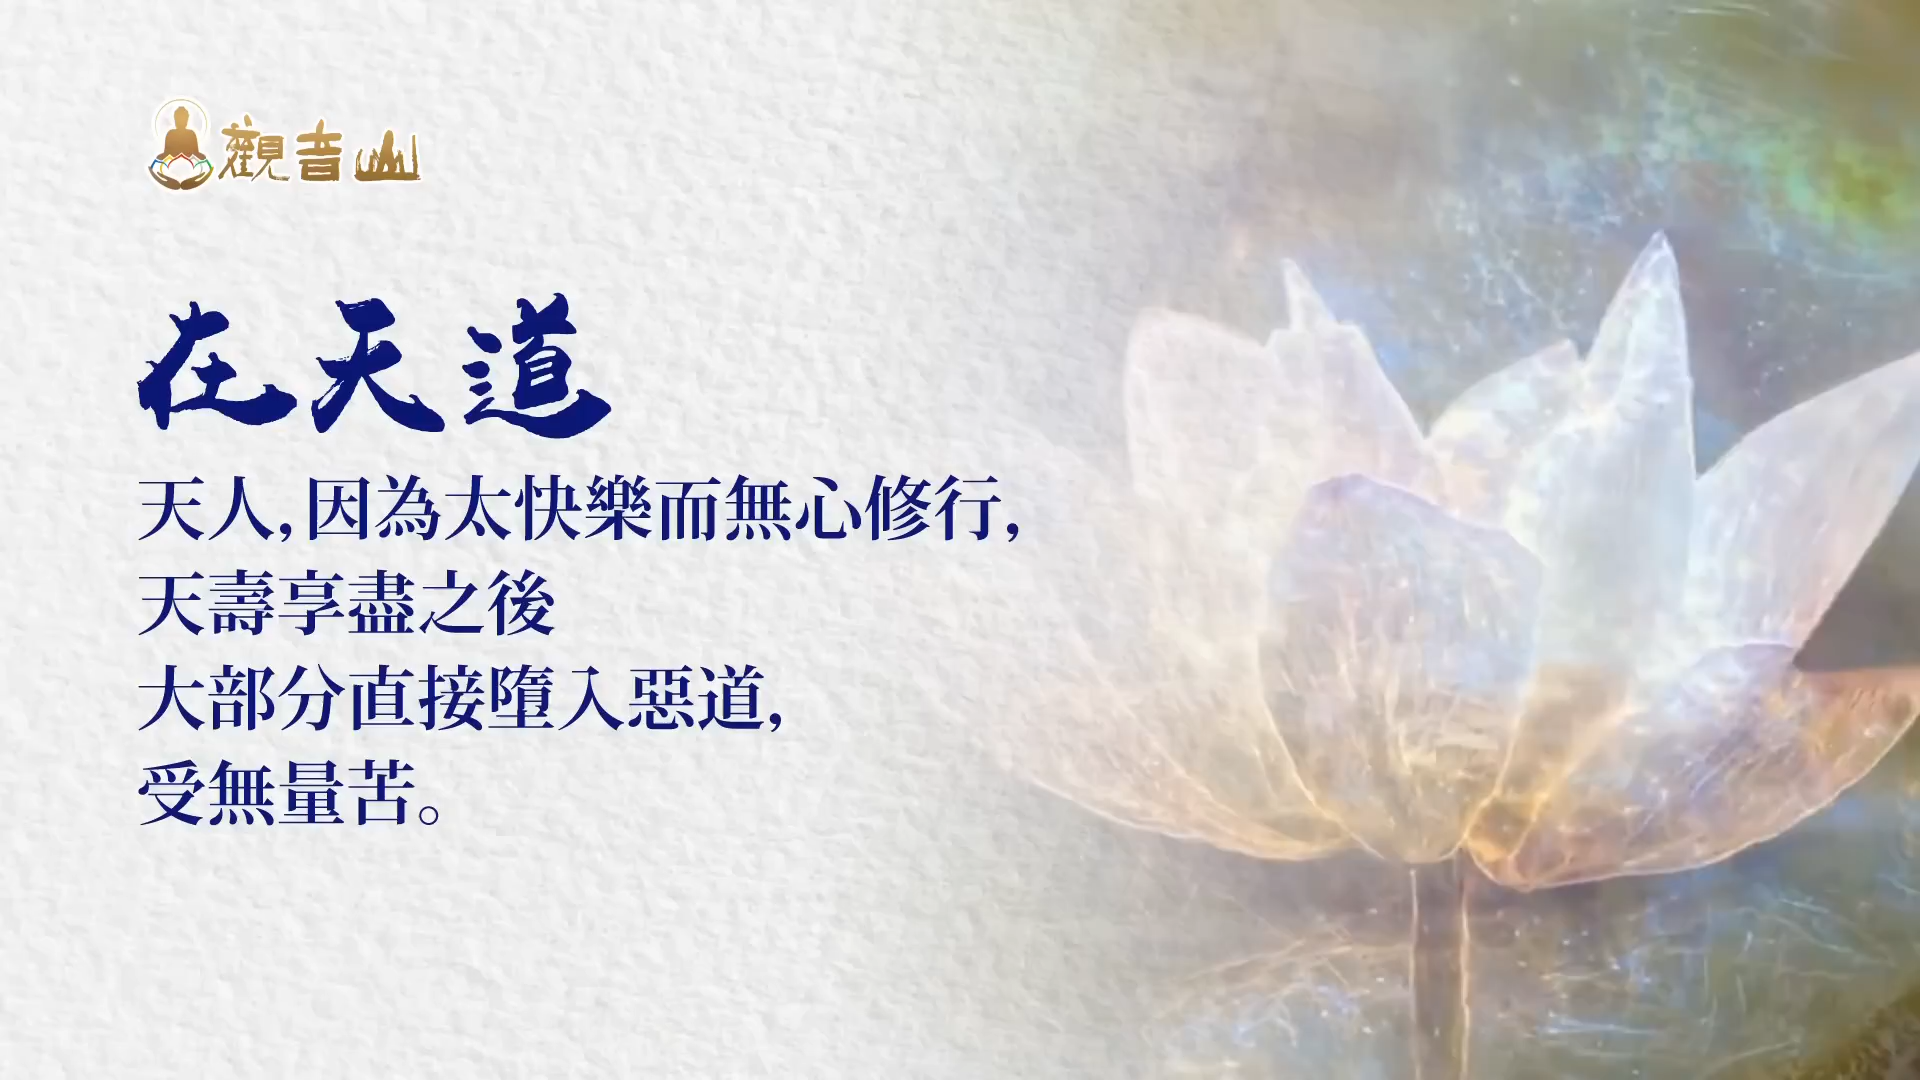 觀音山
在天道
天人,因為太快樂而無心修行,
天壽享盡之後
大部分直接墮入惡道,
受無量苦。